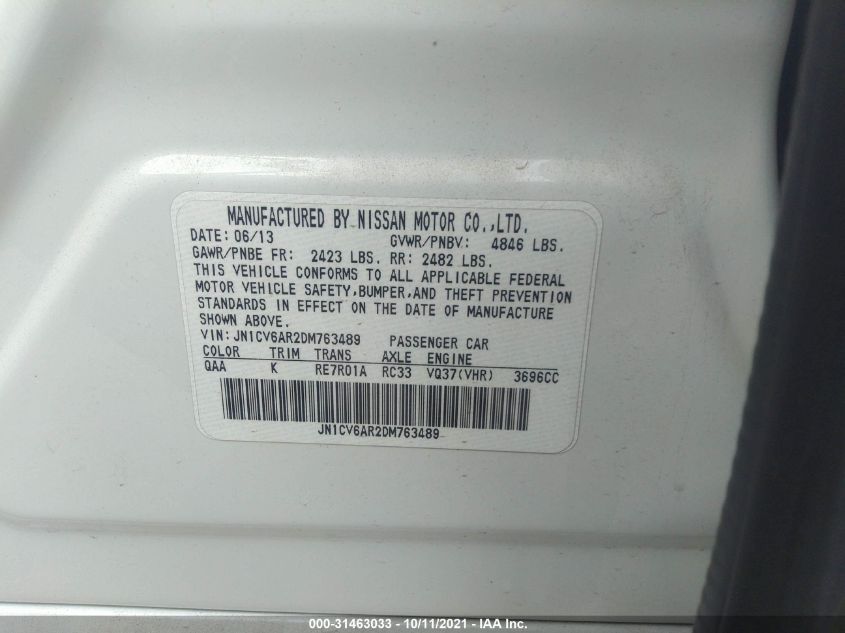 MANUFACTURED BY NISSAN MOTOR CO.,LTD.
DATE: 06/13 GVWR/PNBV: 4846 LBS.
GAWR/PNBE FR: 2423 LBS. RR: 2482 LBS.
THIS VEHICLE CONFORMS TO ALL APPLICABLE FEDERAL
MOTOR VEHICLE SAFETY,BUMPER,AND THEFT PREVENTION
STANDARDS IN EFFECT ON THE DATE OF MANUFACTURE
SHOWN ABOVE.
VIN: JN1CV6AR2DM763489 PASSENGER CAR
COLOR TRIM TRANS AXLE ENGINE
QAA K RE7R01A RC33 VQ37(VHR) 3696CC
JN1CV6AR2DM763489
000-31463033 - 10/11/2021 - IAA Inc.